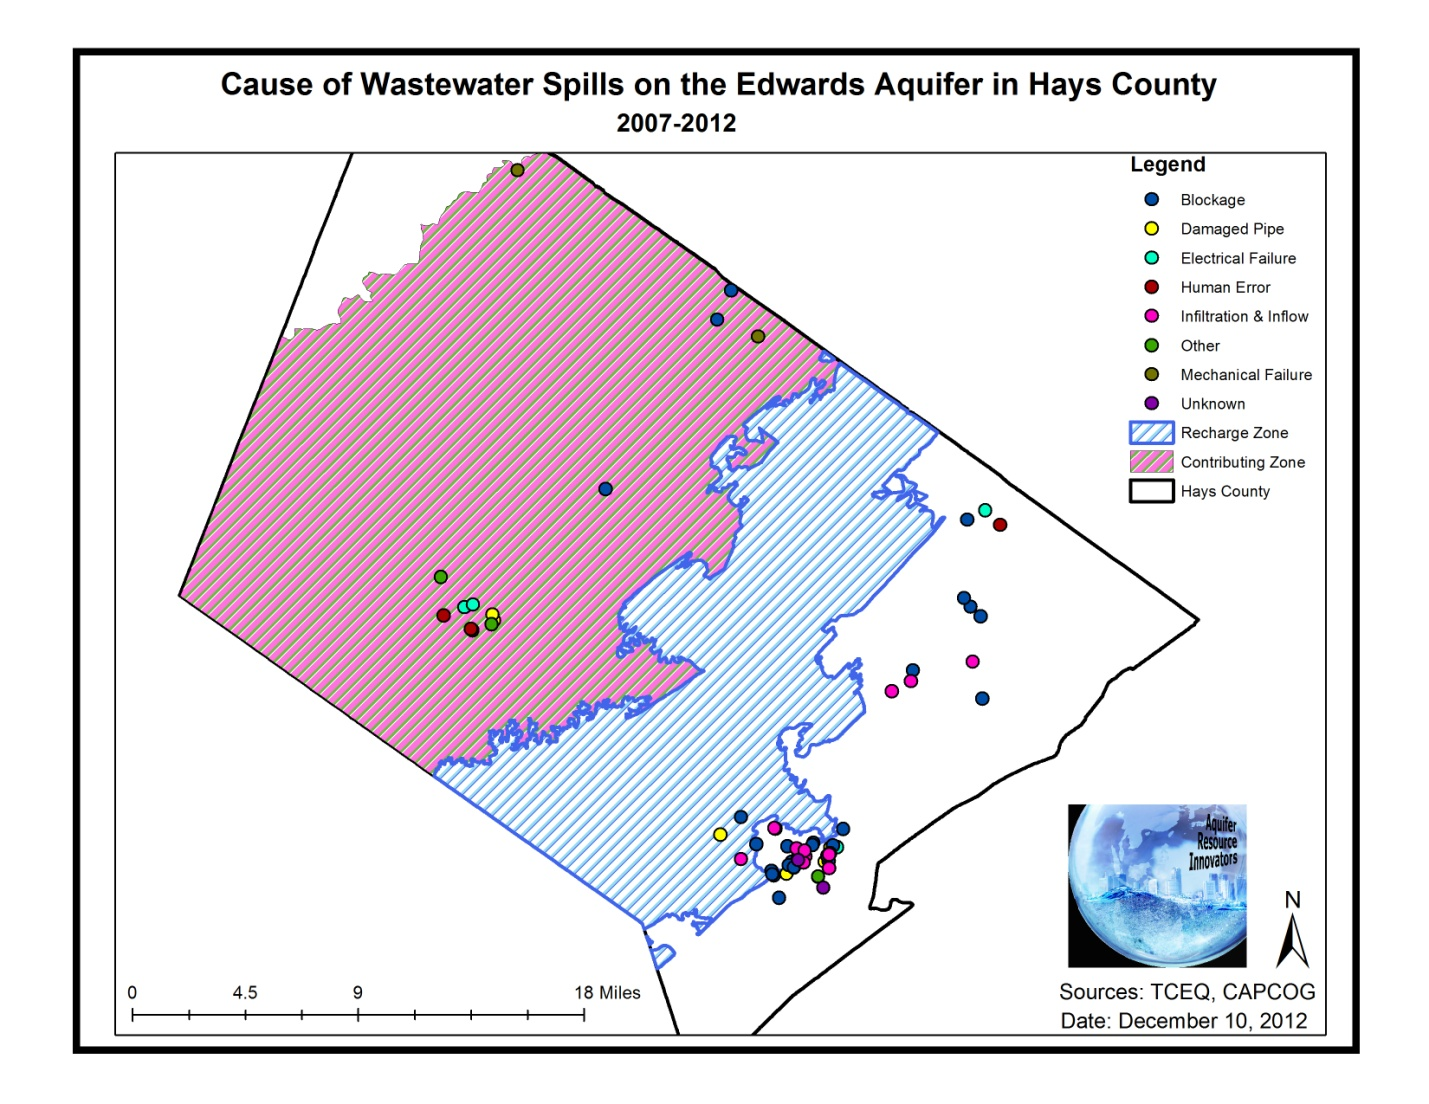 Cause of Wastewater Spills on the Edwards Aquifer in Hays County
2007-2012
Legend
Blockage
Damaged Pipe
Electrical Failure
Human Error
Infiltration & Inflow
Other
Mechanical Failure
Unknown
Recharge Zone
Contributing Zone
Hays County
Aquifer
Resource
Innovators
N
0 4.5 9 18 Miles
Sources: TCEQ, CAPCOG
Date: December 10, 2012